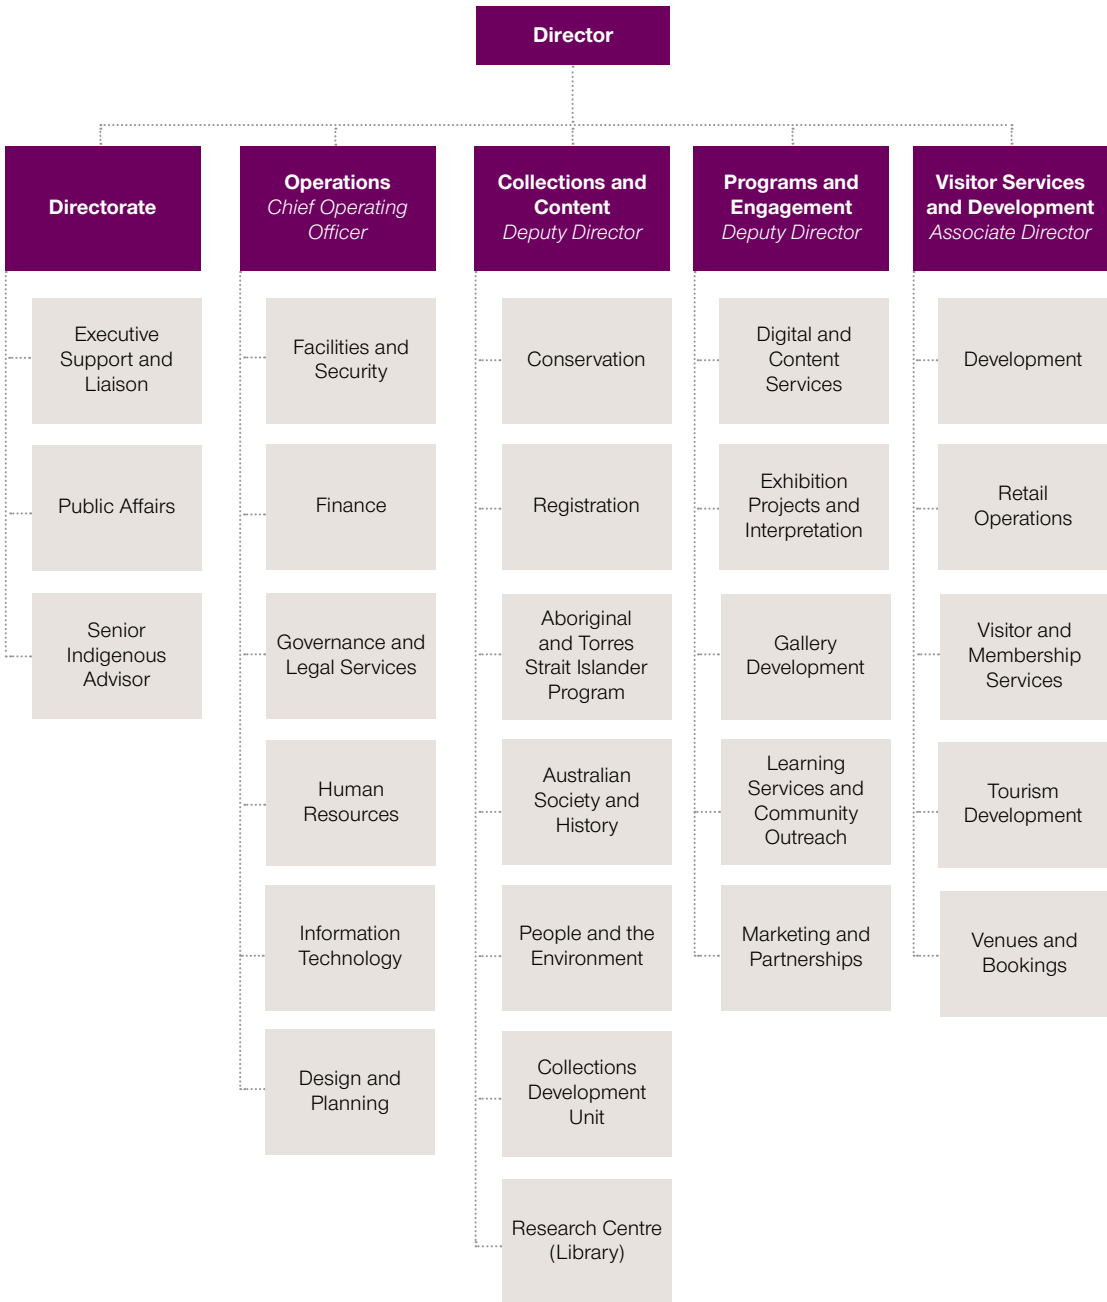 Director
Directorate
Operations
Chief Operating
Officer
Collections and
Content
Deputy Director
Programs and
Engagement
Deputy Director
Visitor Services
and Development
Associate Director
Executive
Support and
Liaison
Public Affairs
Senior
Indigenous
Advisor
Facilities and
Security
Finance
Governance and
Legal Services
Human
Resources
Information
Technology
Design and
Planning
Conservation
Registration
Aboriginal
and Torres
Strait Islander
Program
Australian
Society and
History
People and the
Environment
Collections
Development
Unit
Research Centre
(Library)
Digital and
Content
Services
Exhibition
Projects and
Interpretation
Gallery
Development
Learning
Services and
Community
Outreach
Marketing and
Partnerships
Development
Retail
Operations
Visitor and
Membership
Services
Tourism
Development
Venues and
Bookings